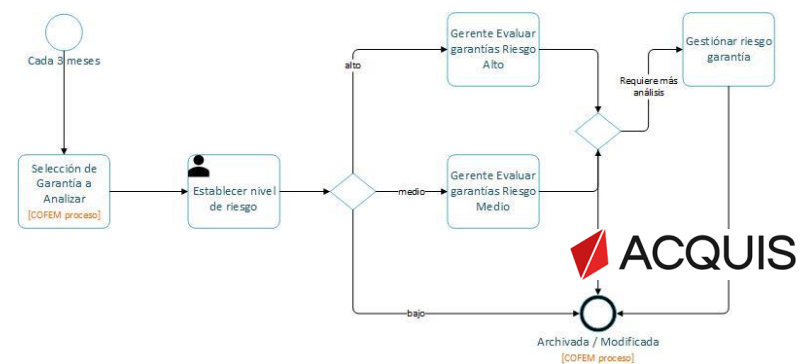 Cada 3 meses
Selección de
Garantía a
Analizar
[COFEM proceso]
Establecer nivel
de riesgo
alto
medio
bajo
Gerente Evaluar
garantías Riesgo
Alto
Gerente Evaluar
garantías Riesgo
Medio
Requiere más
análisis
Gestiónar riesgo
garantía
ACQUIS
Archivada / Modificada
[COFEM proceso]